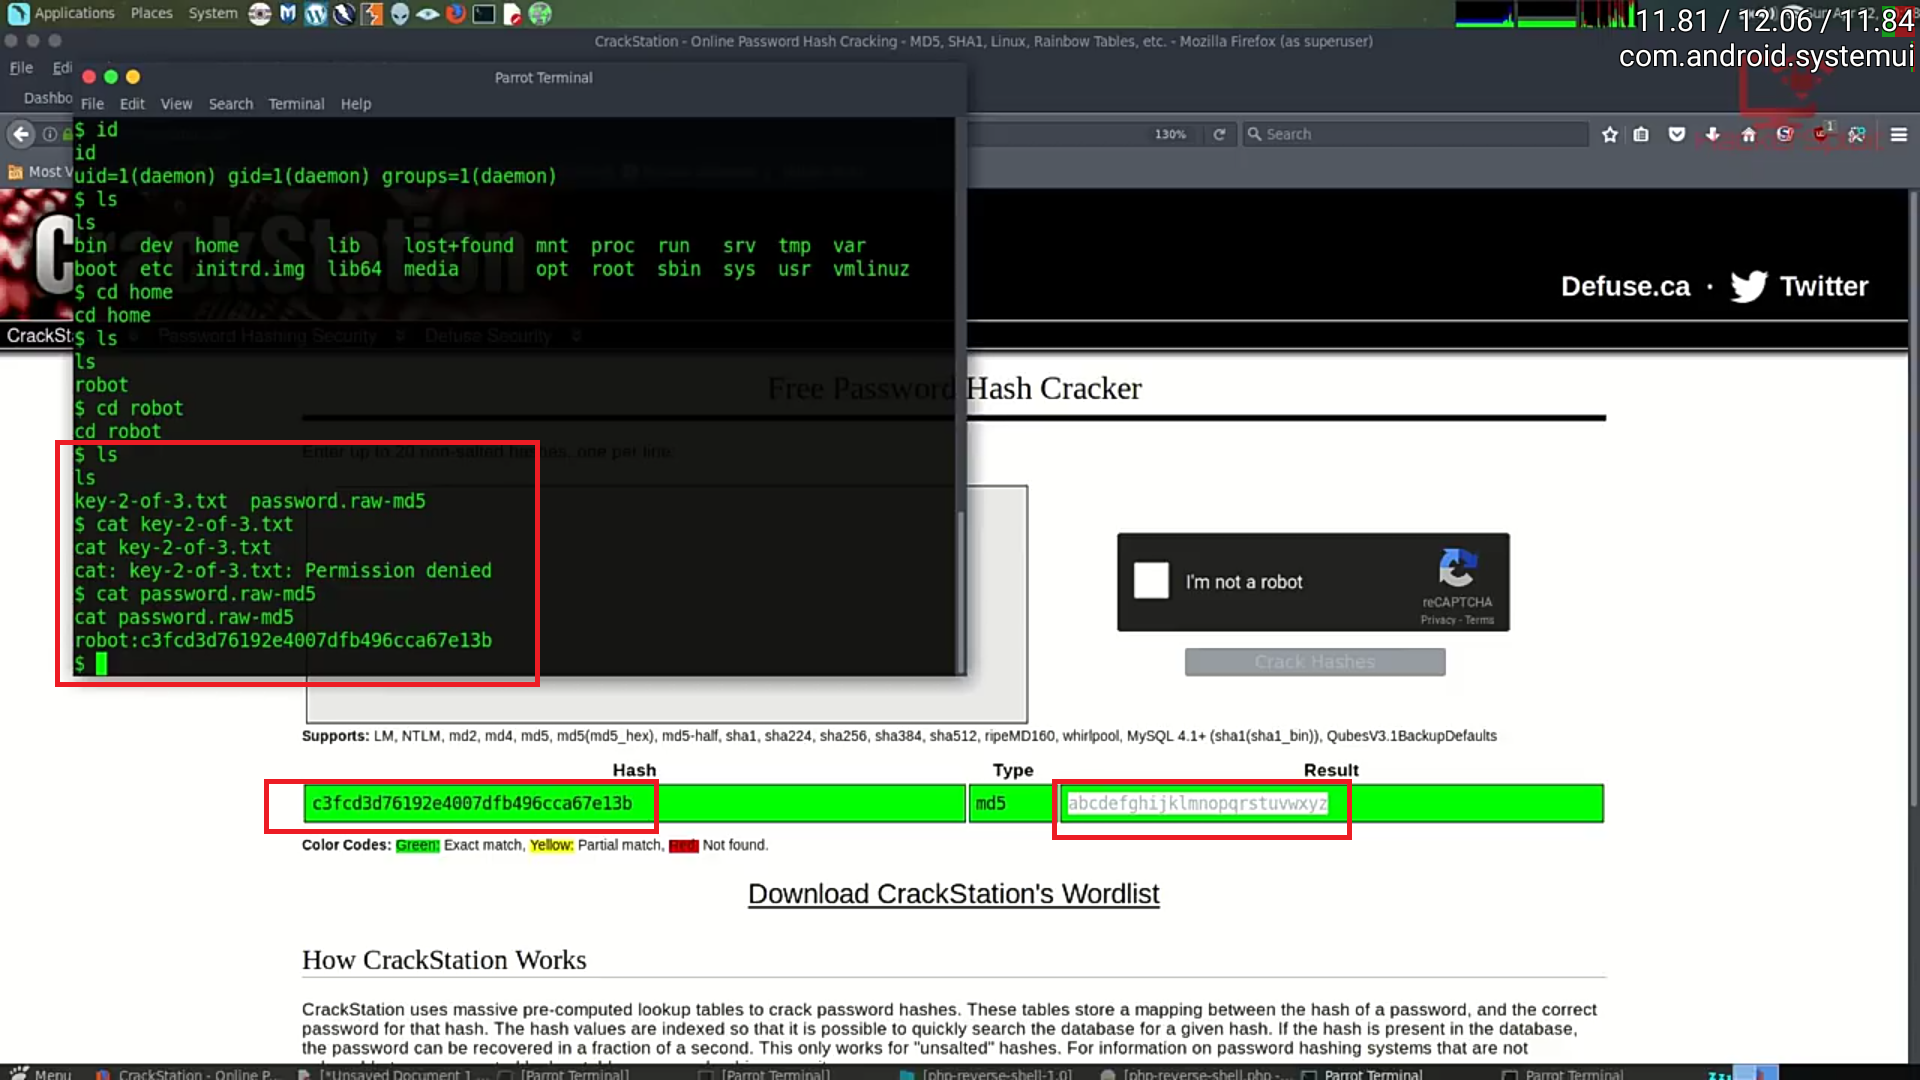 Applications Places System
11.81 / 12.06 / 11.84
com.android.systemui
CrackStation - Online Password Hash Cracking - MD5, SHA1, Linux, Rainbow Tables, etc. - Mozilla Firefox (as superuser)
File Edi
Parrot Terminal
Dashbo
File Edit View Search Terminal Help
130% Search
1
Most V
$ id
id
uid=1(daemon) gid=1(daemon) groups=1(daemon)
$ ls
ls
bin dev home lib lost+found mnt proc run srv tmp var
boot etc initrd.img lib64 media opt root sbin sys usr vmlinuz
$ cd home
cd home
$ ls
ls
robot
$ cd robot
cd robot
$ ls
ls
key-2-of-3.txt password.raw-md5
$ cat key-2-of-3.txt
cat key-2-of-3.txt
cat: key-2-of-3.txt: Permission denied
$ cat password.raw-md5
cat password.raw-md5
robot:c3fcd3d76192e4007dfb496cca67e13b
$
CrackStation
Defuse.ca · Twitter
CrackSta Password Hashing Security Defuse Security
Free Password Hash Cracker
Enter up to 20 non-salted hashes, one per line:
I'm not a robot
reCAPTCHA
Privacy - Terms
Crack Hashes
Supports: LM, NTLM, md2, md4, md5, md5(md5_hex), md5-half, sha1, sha224, sha256, sha384, sha512, ripeMD160, whirlpool, MySQL 4.1+ (sha1(sha1_bin)), QubesV3.1BackupDefaults
Hash Type Result
c3fcd3d76192e4007dfb496cca67e13b md5 abcdefghijklmnopqrstuvwxyz
Color Codes: Green: Exact match, Yellow: Partial match, Red: Not found.
Download CrackStation's Wordlist
How CrackStation Works
CrackStation uses massive pre-computed lookup tables to crack password hashes. These tables store a mapping between the hash of a password, and the correct
password for that hash. The hash values are indexed so that it is possible to quickly search the database for a given hash. If the hash is present in the database,
the password can be recovered in a fraction of a second. This only works for "unsalted" hashes. For information on password hashing systems that are not
Menu CrackStation - Online P... [*Unsaved Document 1 ... [Parrot Terminal] [Parrot Terminal] [php-reverse-shell-1.0] [php-reverse-shell.php -... Parrot Terminal Parrot Terminal